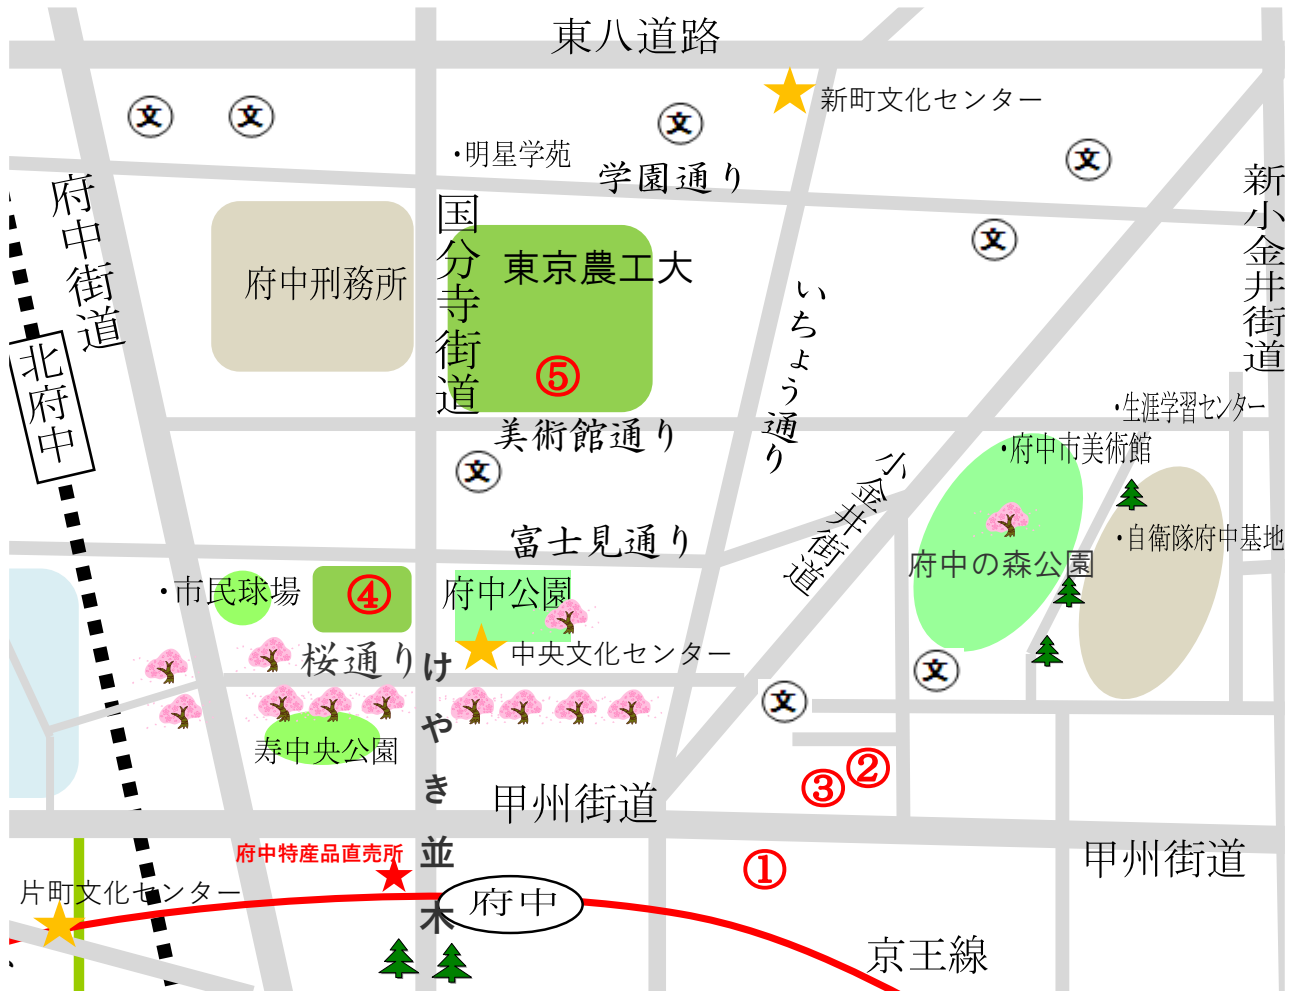 東八道路
新町文化センター
文
文
文
・明星学苑
学園通り
文
文
府中街道
国分寺街道
新小金井街道
府中刑務所
東京農工大
いちょう通り
⑤
北府中
・生涯学習センター
美術館通り
・府中市美術館
文
小金井街道
富士見通り
・自衛隊府中基地
府中の森公園
・市民球場
④
府中公園
桜通り
中央文化センター
けやき並木
文
文
寿中央公園
②
③
甲州街道
府中特産品直売所
①
甲州街道
片町文化センター
府中
京王線